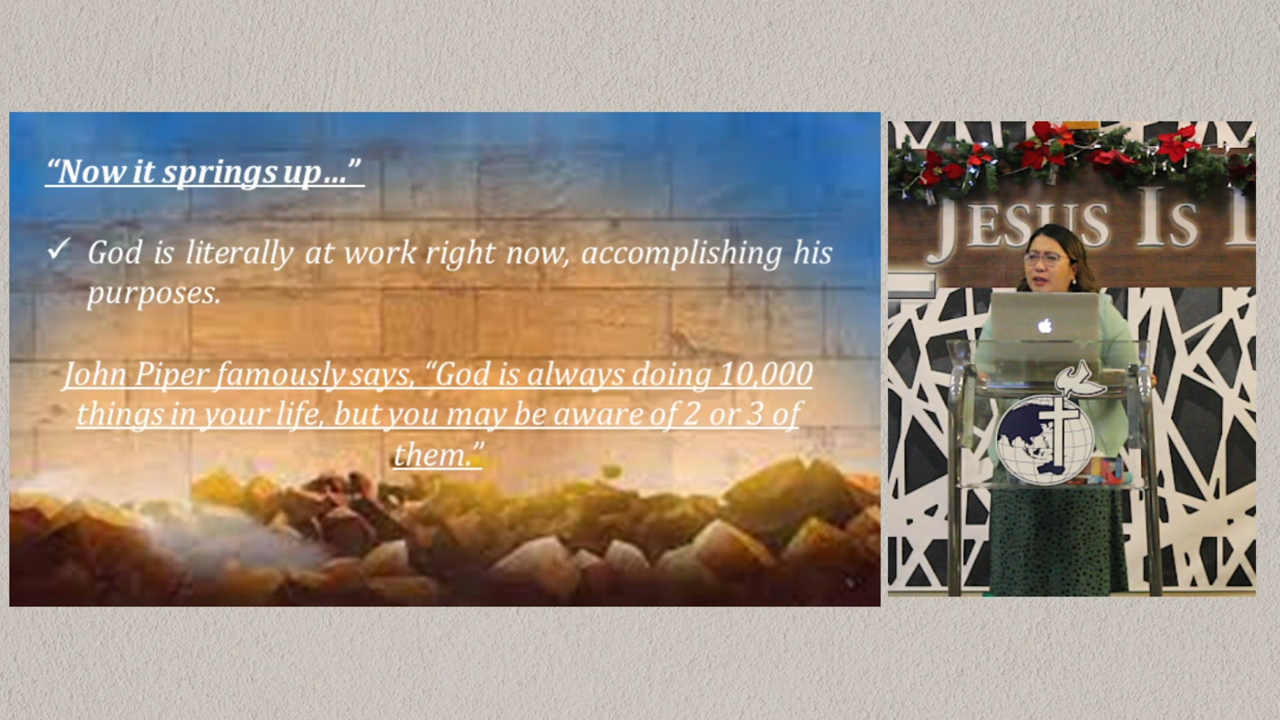 “Now it springs up…”
✓ God is literally at work right now, accomplishing his
purposes.
John Piper famously says, “God is always doing 10,000
things in your life, but you may be aware of 2 or 3 of
them.”
JESUS IS L